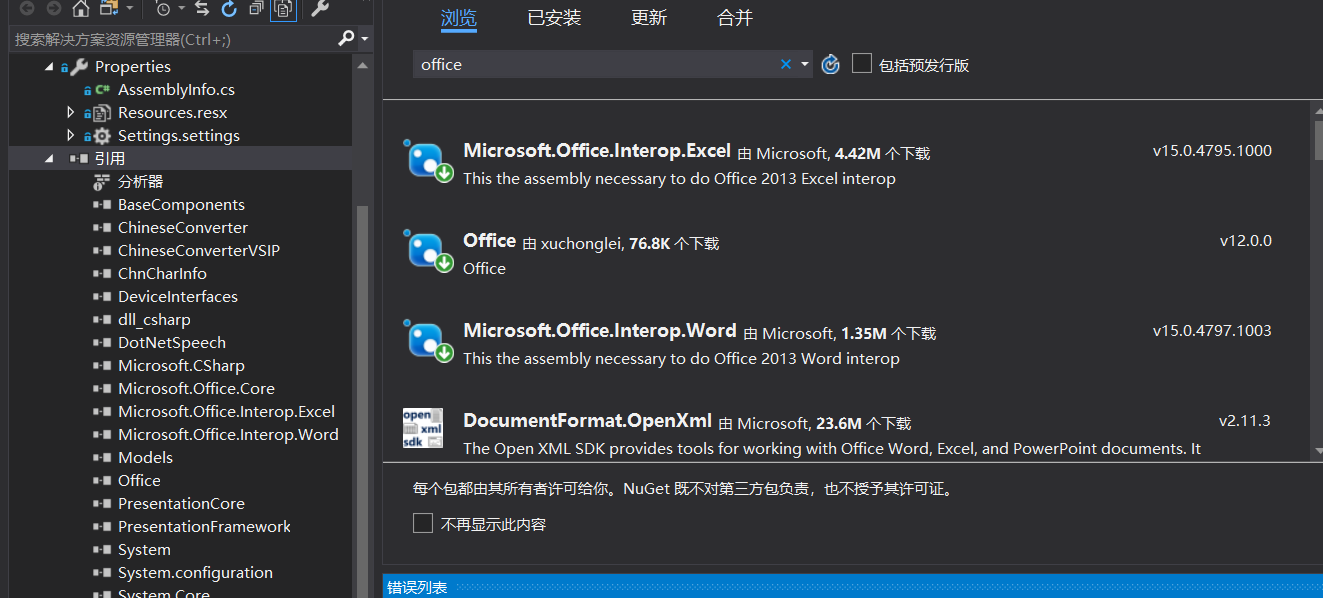 搜索解决方案资源管理器(Ctrl+;)
Properties
C# AssemblyInfo.cs
Resources.resx
Settings.settings
引用
分析器
BaseComponents
ChineseConverter
ChineseConverterVSIP
ChnCharInfo
DeviceInterfaces
dll_csharp
DotNetSpeech
Microsoft.CSharp
Microsoft.Office.Core
Microsoft.Office.Interop.Excel
Microsoft.Office.Interop.Word
Models
Office
PresentationCore
PresentationFramework
System
System.configuration
System.Core
浏览 已安装 更新 合并
office 包括预发行版
Microsoft.Office.Interop.Excel 由 Microsoft, 4.42M 个下载 v15.0.4795.1000
This the assembly necessary to do Office 2013 Excel interop
Office 由 xuchonglei, 76.8K 个下载 v12.0.0
Office
Microsoft.Office.Interop.Word 由 Microsoft, 1.35M 个下载 v15.0.4797.1003
This the assembly necessary to do Office 2013 Word interop
open xml sdk
DocumentFormat.OpenXml 由 Microsoft, 23.6M 个下载 v2.11.3
The Open XML SDK provides tools for working with Office Word, Excel, and PowerPoint documents. It
每个包都由其所有者许可给你。NuGet 既不对第三方包负责，也不授予其许可证。
不再显示此内容
错误列表